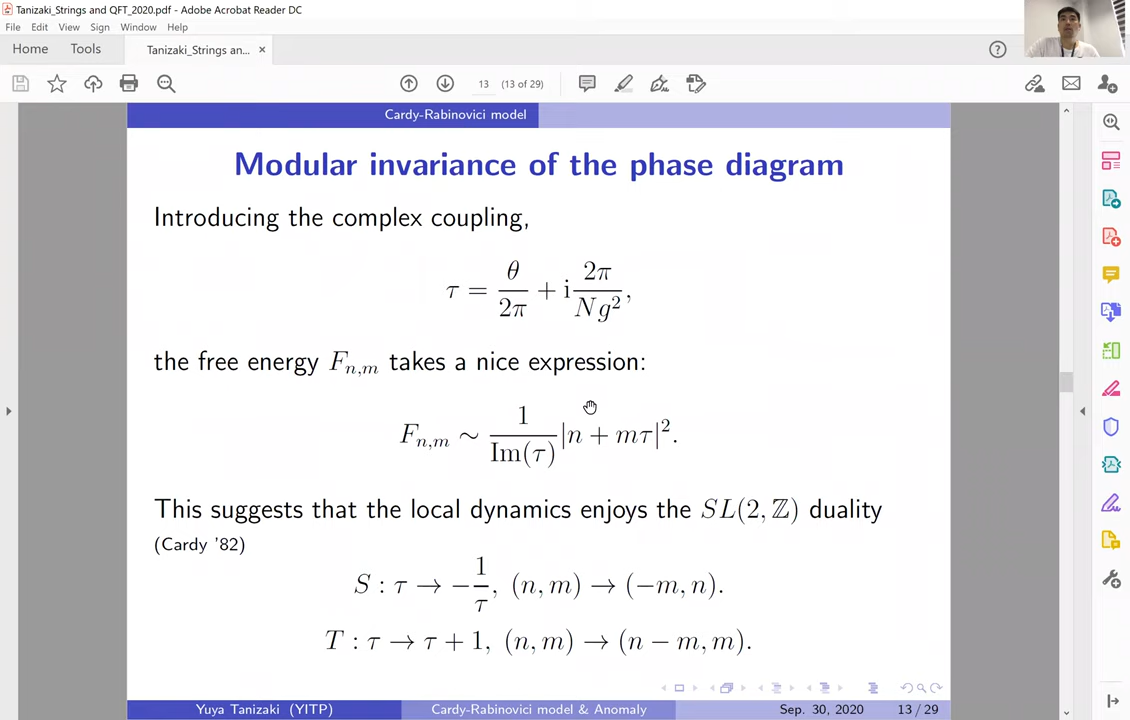 Tanizaki_Strings and QFT_2020.pdf - Adobe Acrobat Reader DC
File Edit View Sign Window Help
Home Tools Tanizaki_Strings an... ×
13 (13 of 29)
Cardy-Rabinovici model
Modular invariance of the phase diagram
Introducing the complex coupling,
τ = θ/2π + i 2π/Ng²,
the free energy F_{n,m} takes a nice expression:
F_{n,m} ∼ 1/Im(τ) |n + mτ|².
This suggests that the local dynamics enjoys the SL(2, ℤ) duality
(Cardy '82)
S : τ → −1/τ, (n, m) → (−m, n).
T : τ → τ + 1, (n, m) → (n − m, m).
Yuya Tanizaki (YITP) Cardy-Rabinovici model & Anomaly Sep. 30, 2020 13 / 29